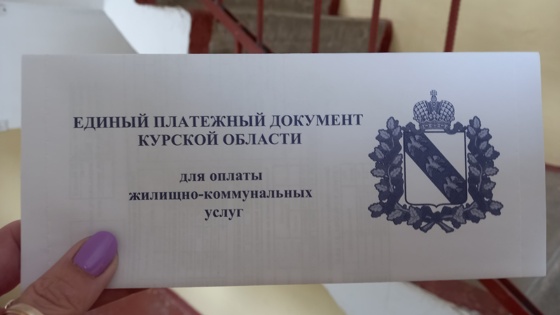 ЕДИНЫЙ ПЛАТЕЖНЫЙ ДОКУМЕНТ
КУРСКОЙ ОБЛАСТИ
для оплаты
жилищно-коммунальных
услуг